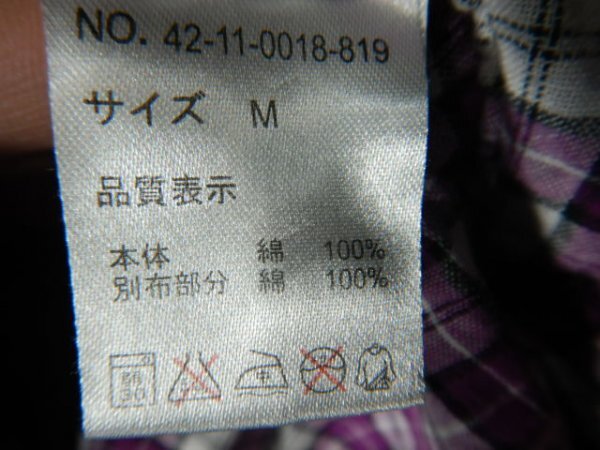 NO. 42-11-0018-819
サイズ M
品質表示
本体 綿 100%
別布部分 綿 100%
中